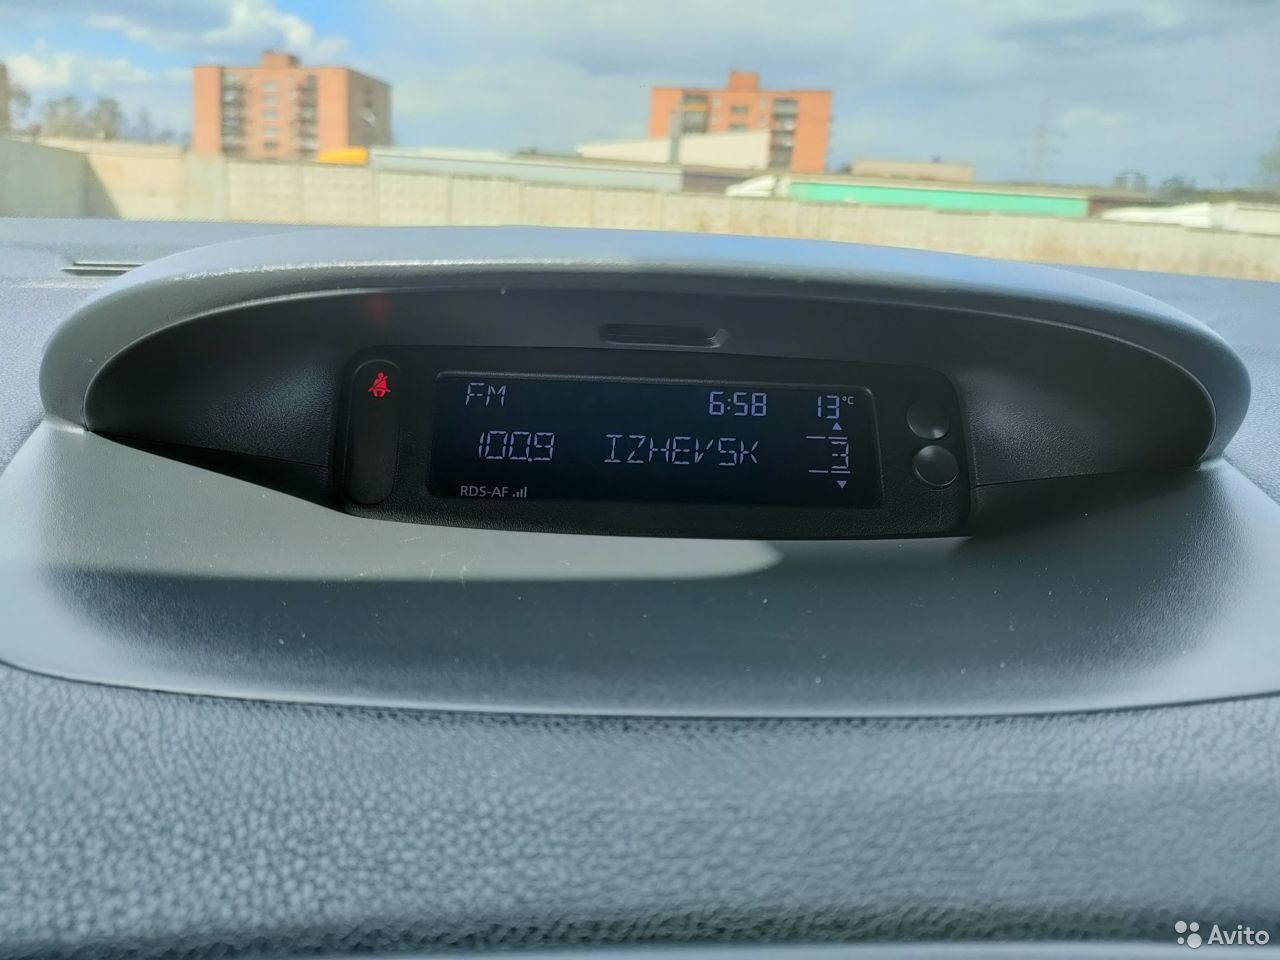 FM 6:58 13°C
100.9 IZHEVSK 3
RDS-AF
Avito